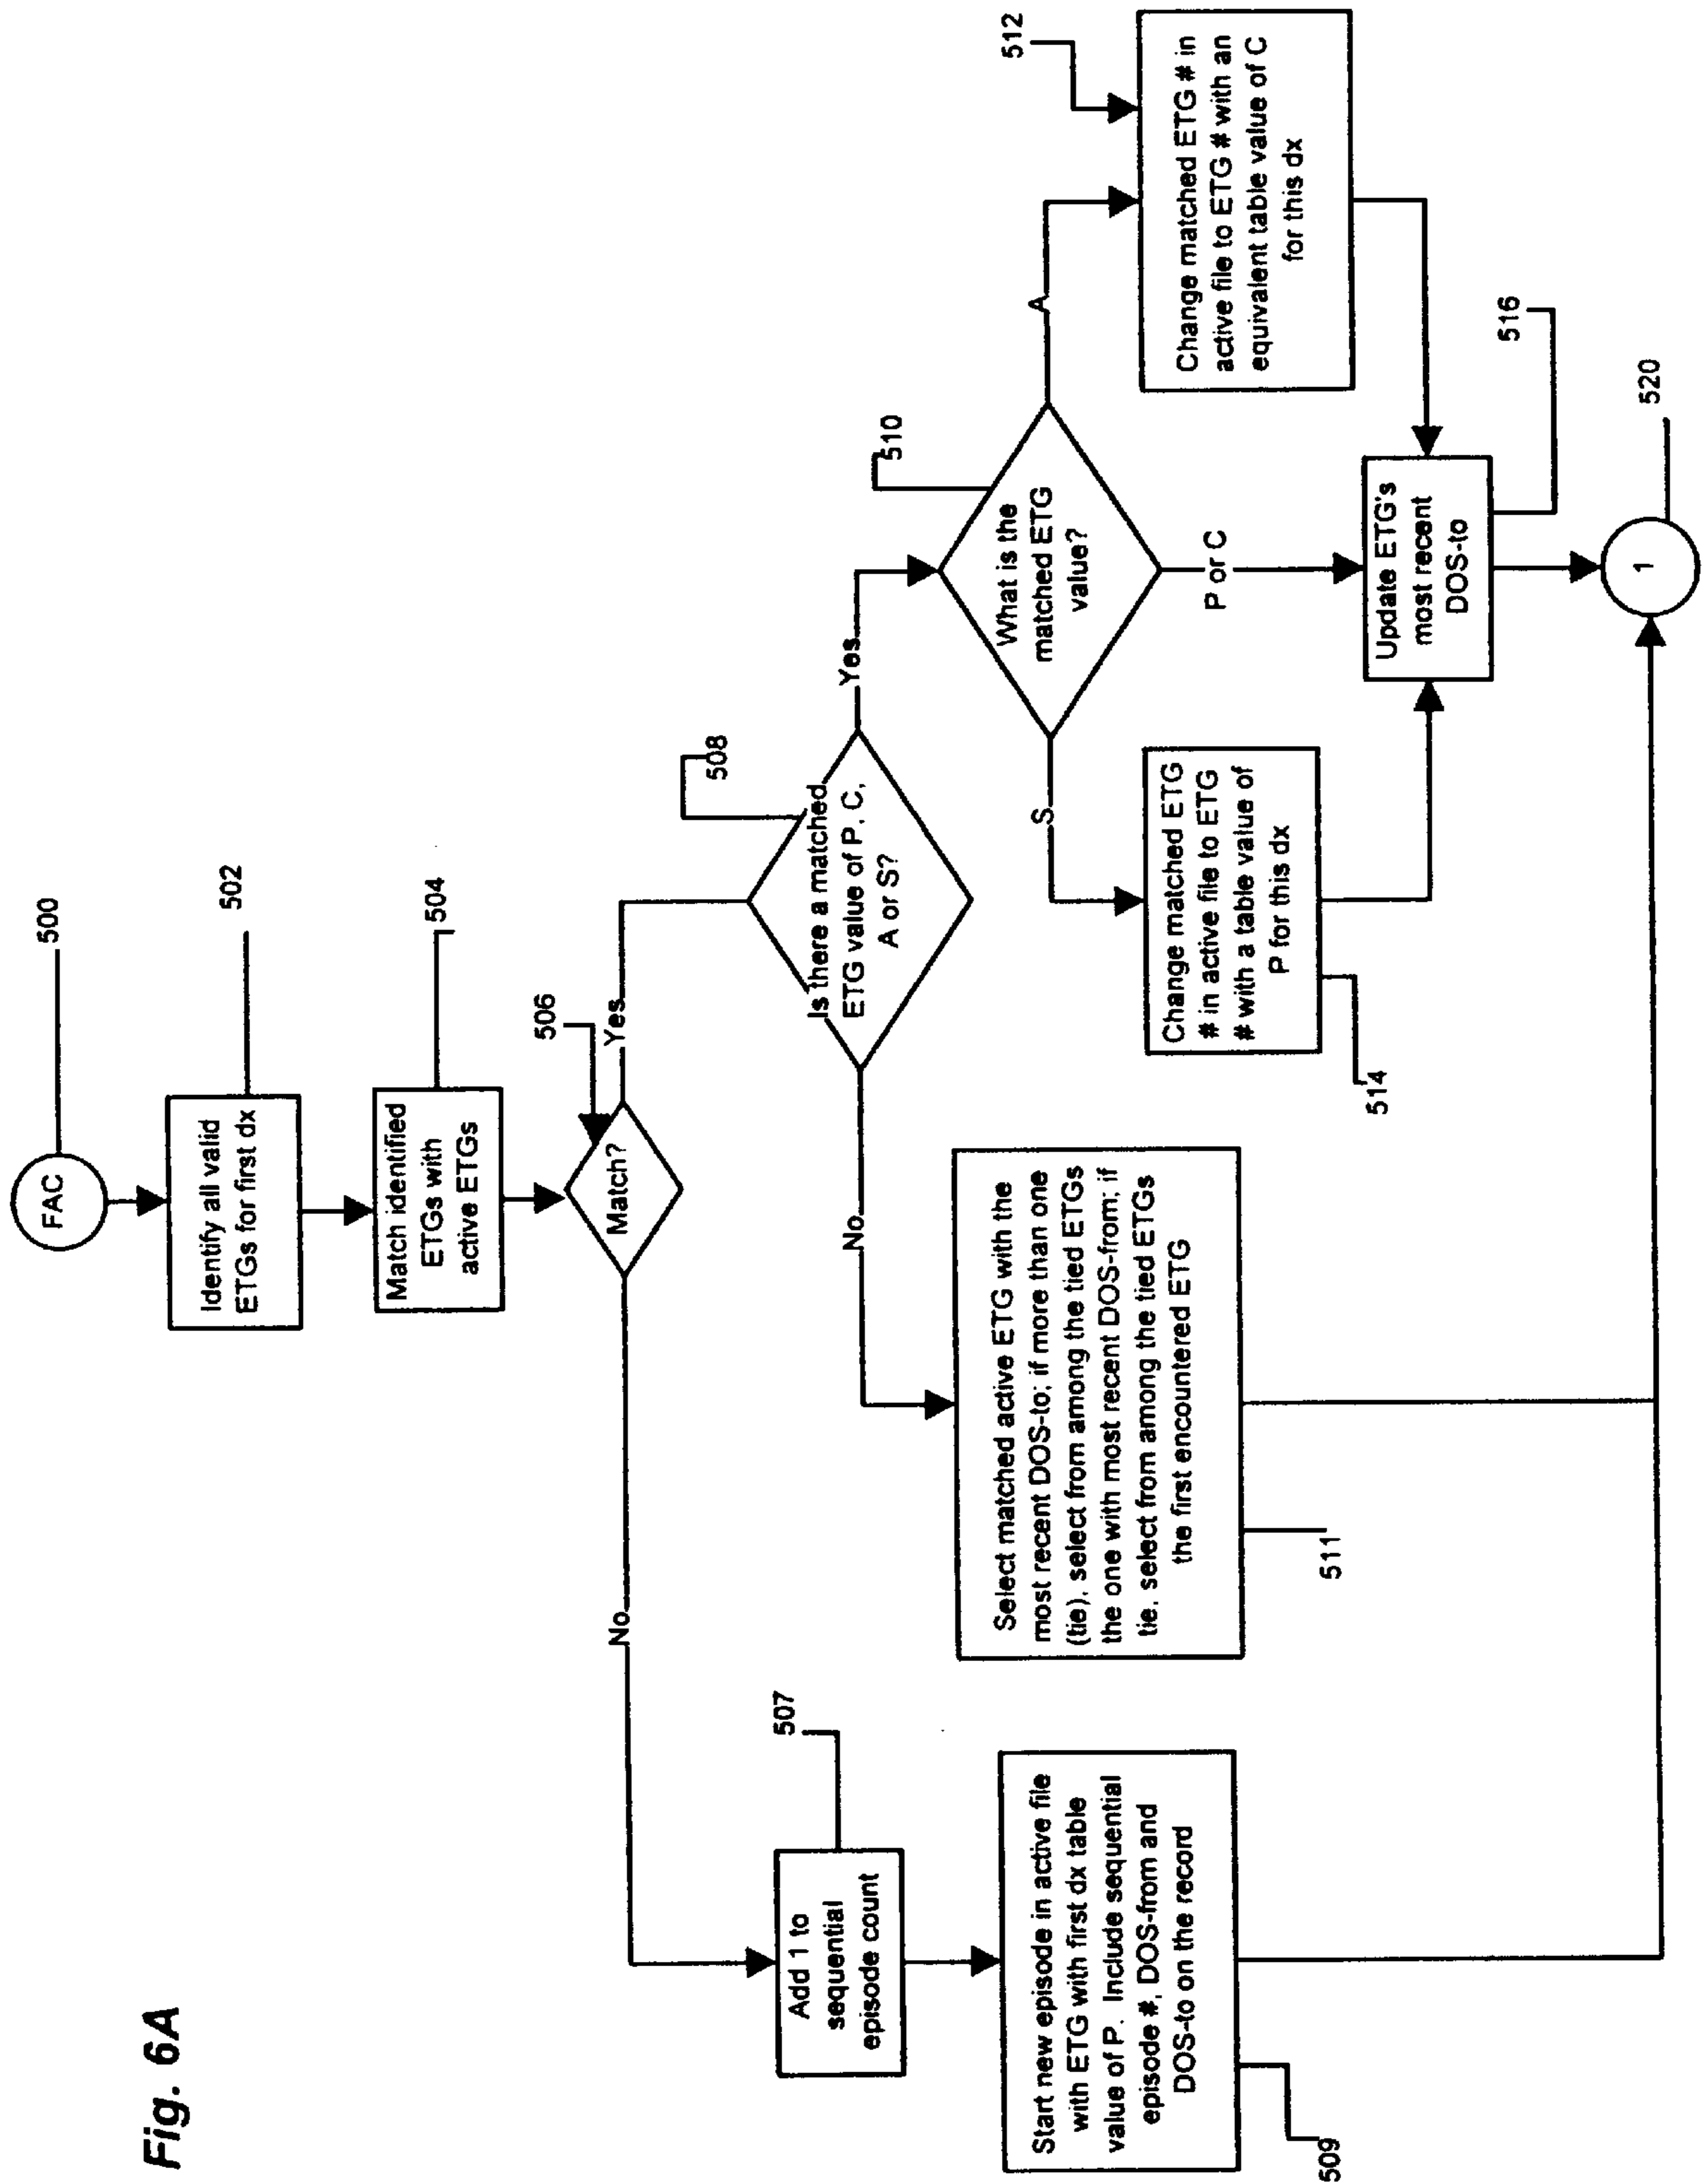 Fig. 6A
FAC
500
Identify all valid
ETGs for first dx
502
Match identified
ETGs with
active ETGs
504
506
Match?
Yes
No
Is there a matched
ETG value of P, C,
A or S?
508
Yes
No
507
Add 1 to
sequential
episode count
Start new episode in active file
with ETG with first dx table
value of P. Include sequential
episode #, DOS-from and
DOS-to on the record
509
Select matched active ETG with the
most recent DOS-to; if more than one
(tie), select from among the tied ETGs
the one with most recent DOS-from; if
tie, select from among the tied ETGs
the first encountered ETG
511
What is the
matched ETG
value?
510
S
P or C
A
Change matched ETG
# in active file to ETG
# with a table value of
P for this dx
514
512
Change matched ETG # in
active file to ETG # with an
equivalent table value of C
for this dx
Update ETG's
most recent
DOS-to
516
1
520